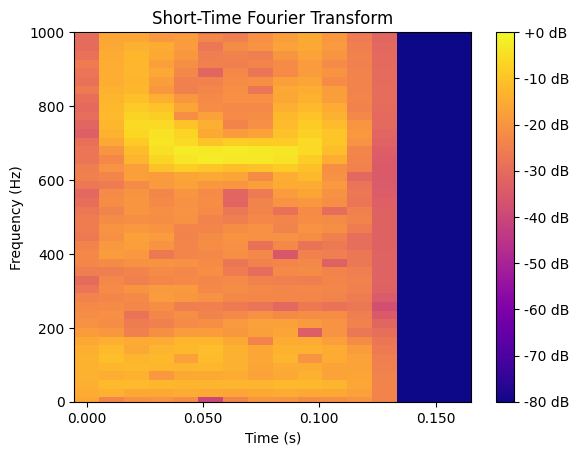 Short-Time Fourier Transform
Frequency (Hz)
1000
800
600
400
200
0
0.000 0.050 0.100 0.150
Time (s)
+0 dB
-10 dB
-20 dB
-30 dB
-40 dB
-50 dB
-60 dB
-70 dB
-80 dB